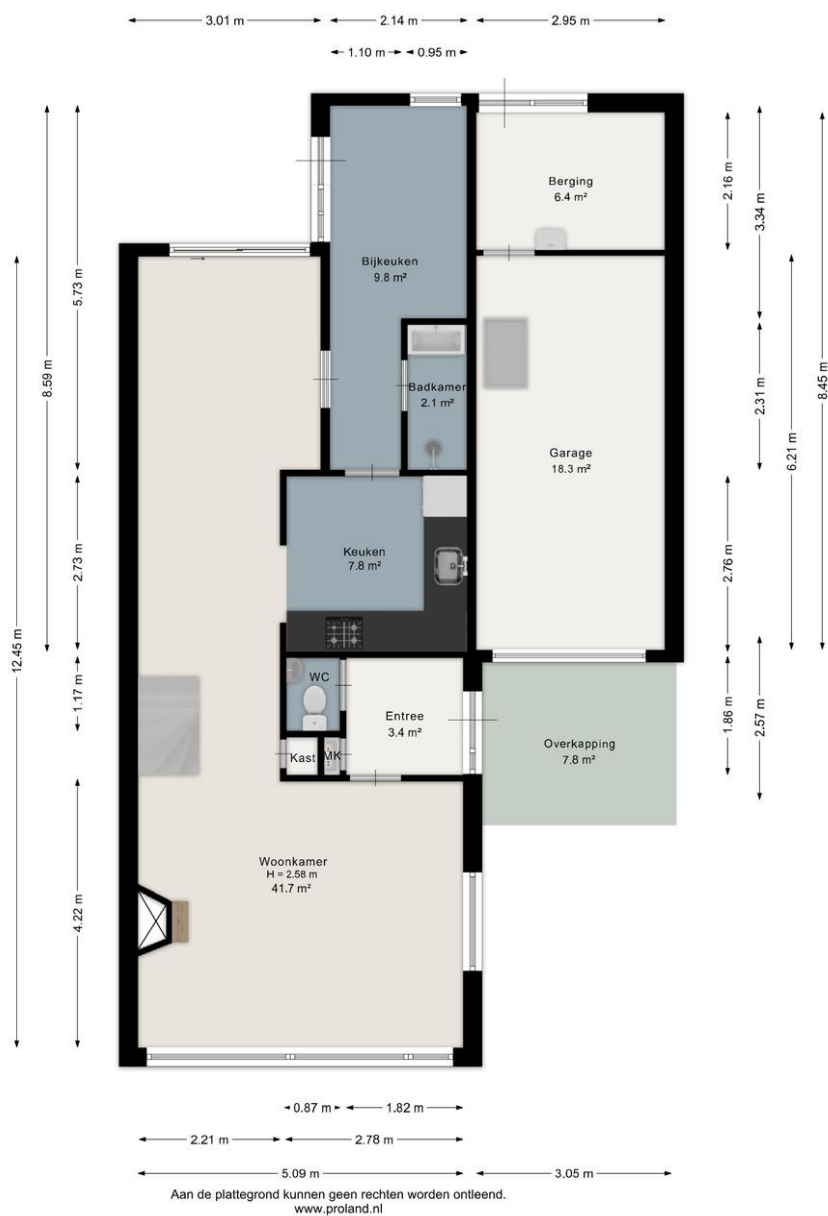 3.01 m
2.14 m
2.95 m
1.10 m
0.95 m
8.59 m
5.73 m
2.16 m
3.34 m
8.45 m
Berging
6.4 m²
Bijkeuken
9.8 m²
Badkamer
2.1 m²
2.31 m
6.21 m
Garage
18.3 m²
12.45 m
2.73 m
Keuken
7.8 m²
2.76 m
1.17 m
WC
Entree
3.4 m²
1.86 m
2.57 m
Kast
MK
Overkapping
7.8 m²
Woonkamer
H = 2.58 m
41.7 m²
4.22 m
0.87 m
1.82 m
2.21 m
2.78 m
5.09 m
3.05 m
Aan de plattegrond kunnen geen rechten worden ontleend.
www.proland.nl